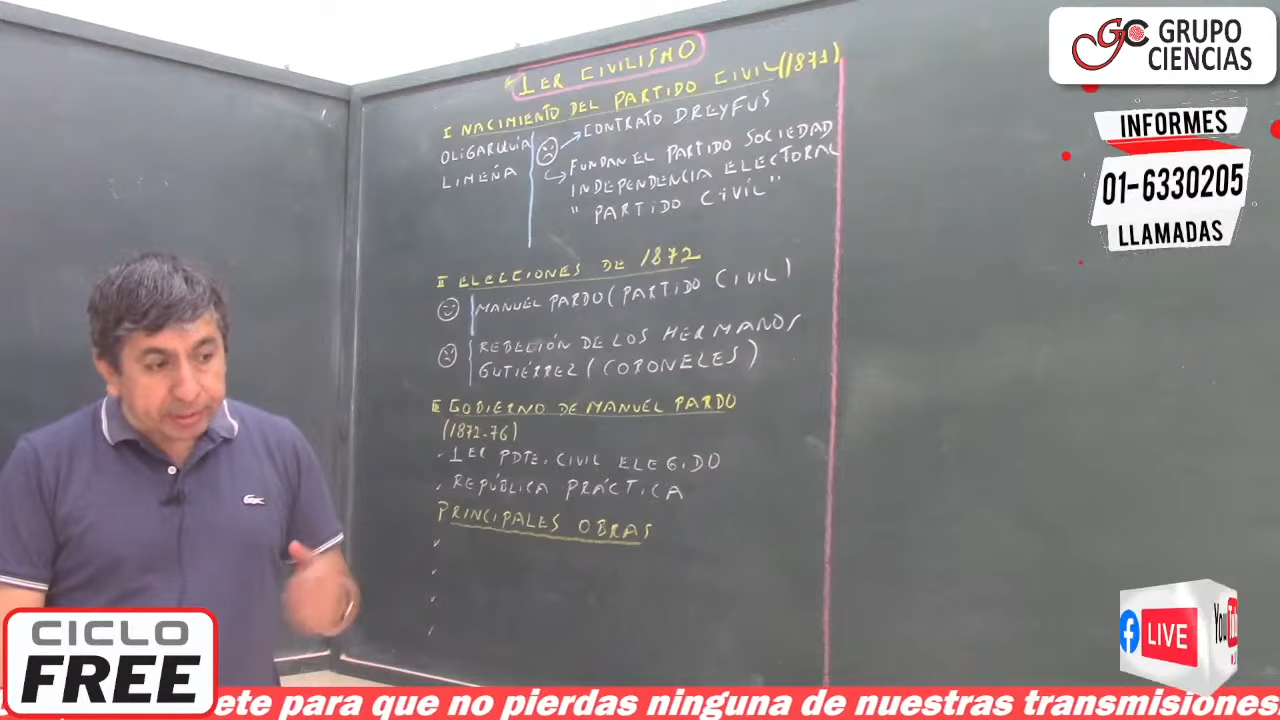 1ER CIVILISMO
I NACIMIENTO DEL PARTIDO CIVIL (1871)
OLIGARQUÍA
LIMEÑA
CONTRATO DREYFUS
FUNDAN EL PARTIDO SOCIEDAD
INDEPENDENCIA ELECTORAL
" PARTIDO CIVIL"
II ELECCIONES DE 1872
MANUEL PARDO (PARTIDO CIVIL)
REBELIÓN DE LOS HERMANOS
GUTIÉRREZ (CORONELES)
III GOBIERNO DE MANUEL PARDO
(1872-76)
1ER PDTE. CIVIL ELEGIDO
REPÚBLICA PRÁCTICA
PRINCIPALES OBRAS
GC GRUPO
CIENCIAS
INFORMES
01-6330205
LLAMADAS
CICLO
FREE
LIVE
ete para que no pierdas ninguna de nuestras transmisiones